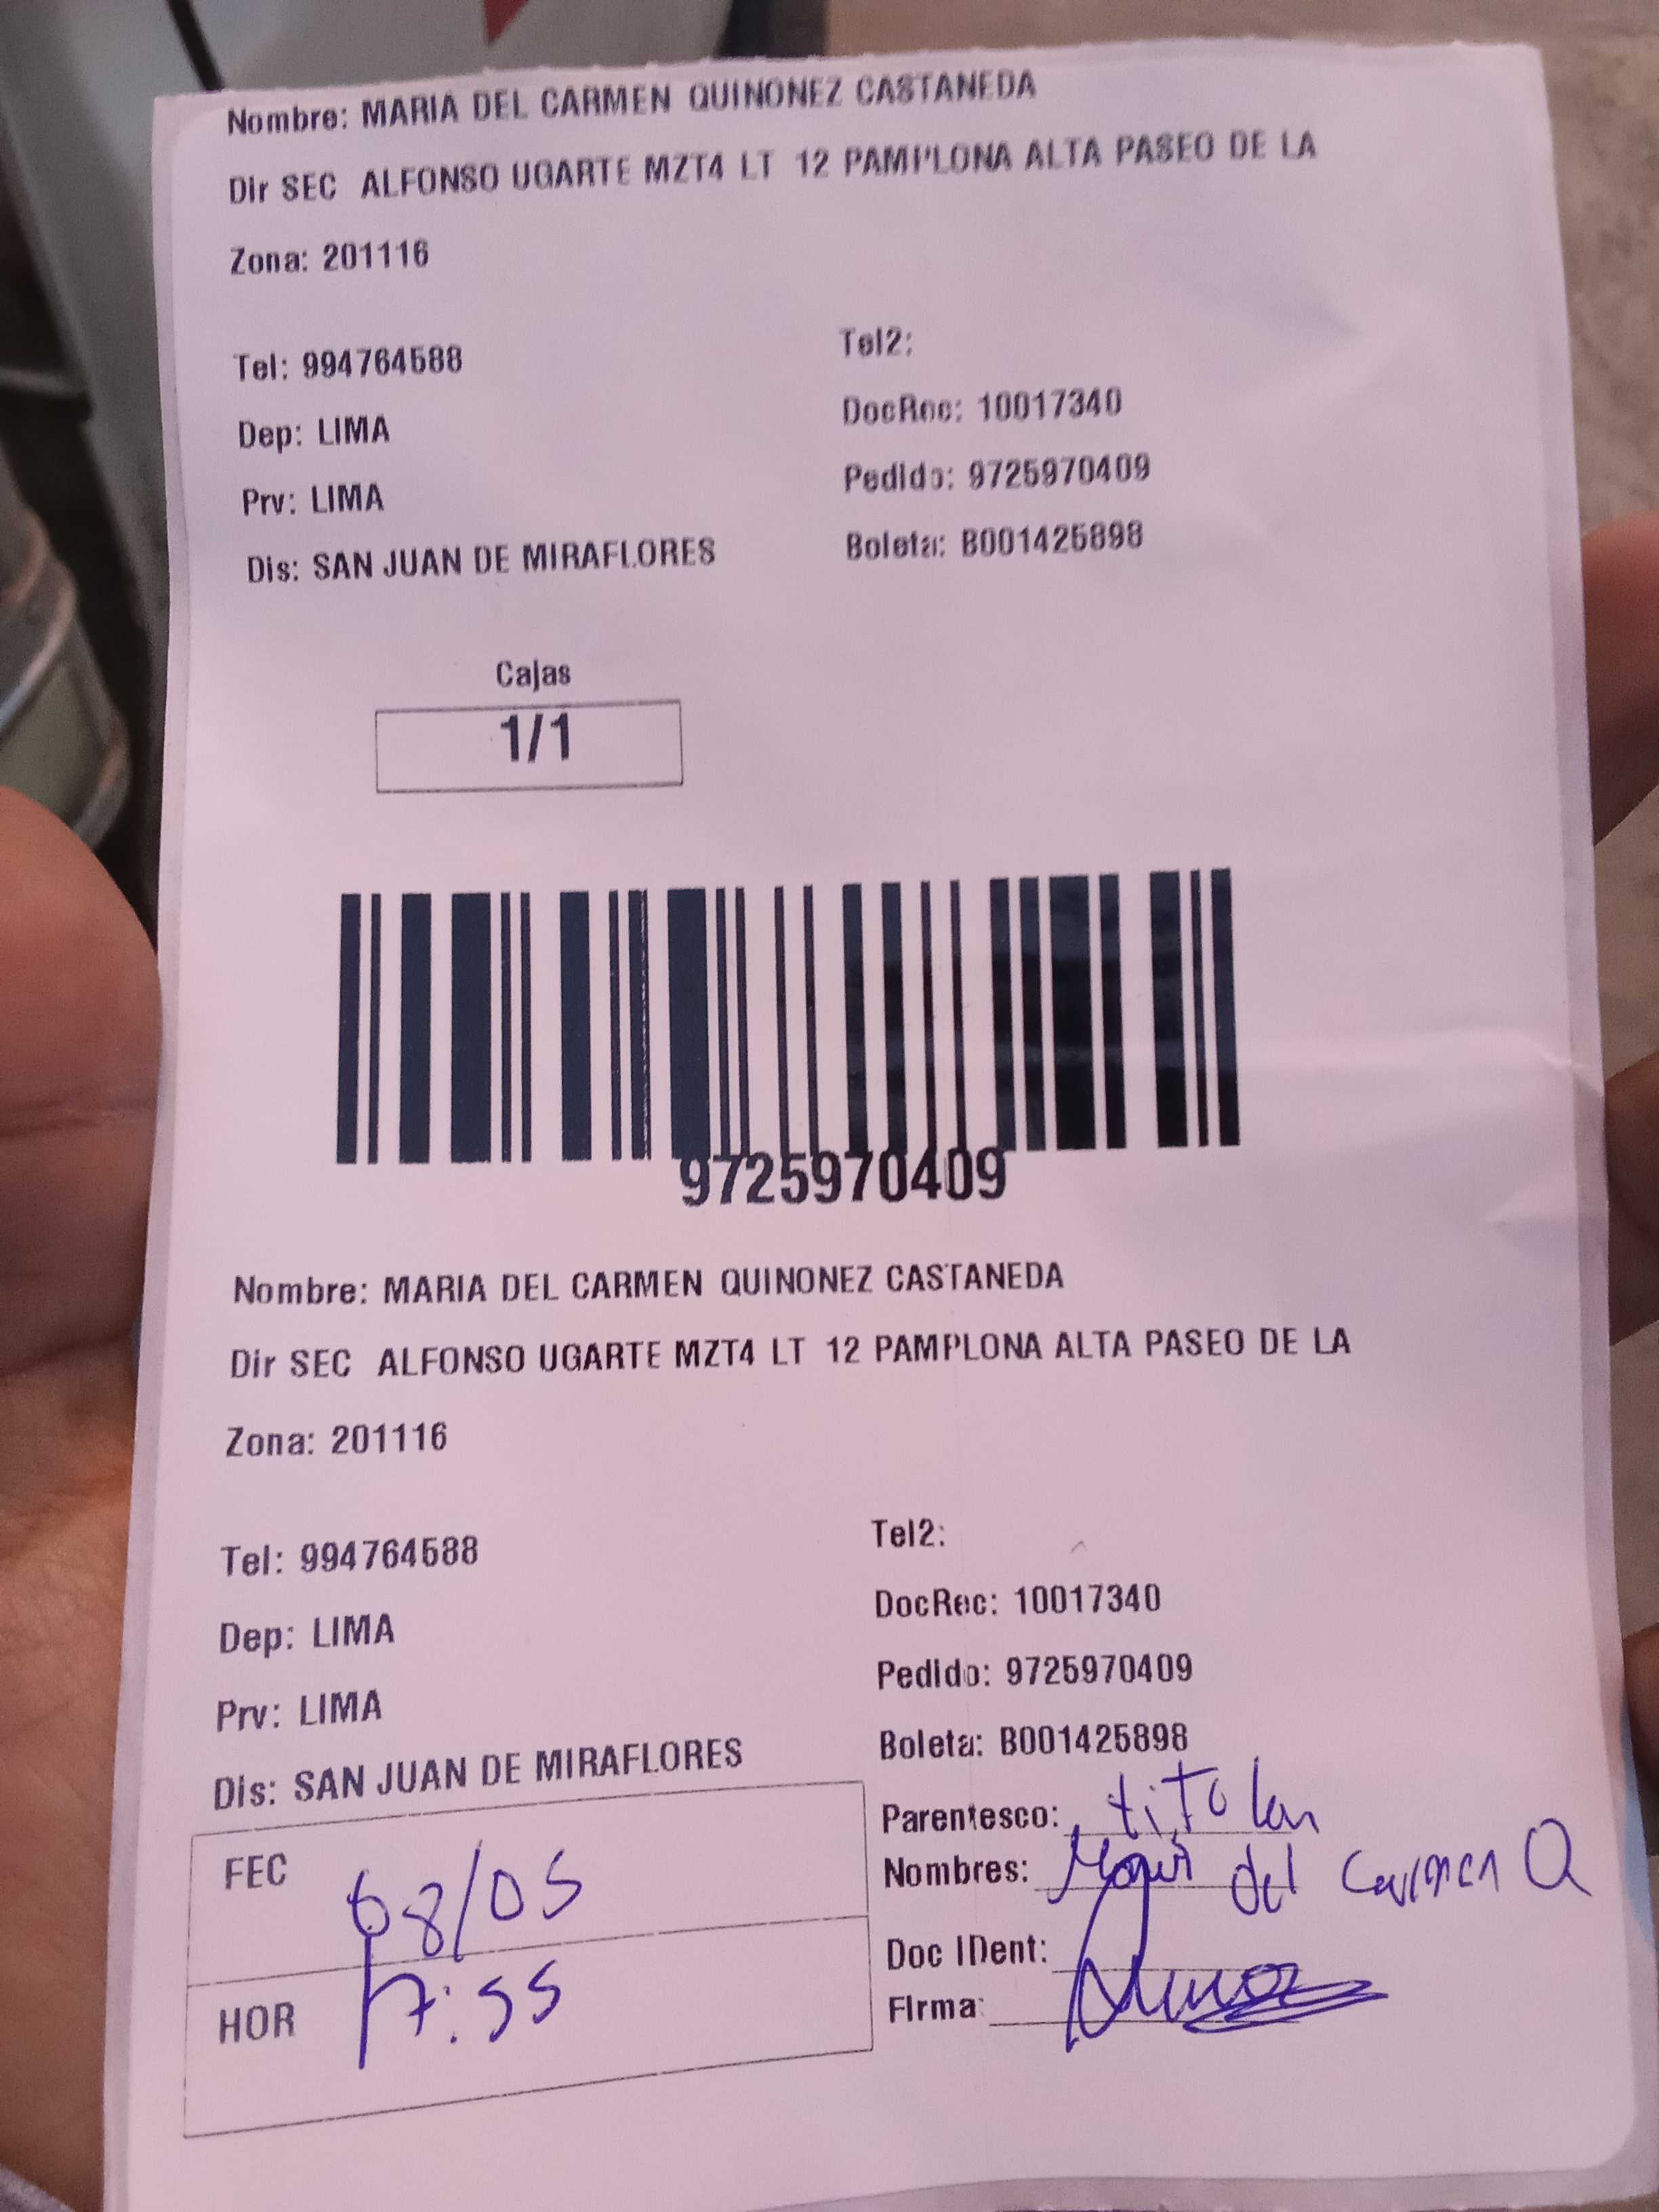 Nombre: MARIA DEL CARMEN QUINONEZ CASTANEDA
Dir SEC ALFONSO UGARTE MZT4 LT 12 PAMPLONA ALTA PASEO DE LA
Zona: 201116
Tel: 994764588
Tel2:
Dep: LIMA
DocRec: 10017340
Prv: LIMA
Pedido: 9725970409
Dis: SAN JUAN DE MIRAFLORES
Boleta: B001425898
Cajas
1/1
9725970409
Nombre: MARIA DEL CARMEN QUINONEZ CASTANEDA
Dir SEC ALFONSO UGARTE MZT4 LT 12 PAMPLONA ALTA PASEO DE LA
Zona: 201116
Tel: 994764588
Tel2:
Dep: LIMA
DocRec: 10017340
Prv: LIMA
Pedido: 9725970409
Dis: SAN JUAN DE MIRAFLORES
Boleta: B001425898
FEC 08/05
HOR 17:55
Parentesco: titular
Nombres: Maria del Carmen Q
Doc IDent:
Firma: